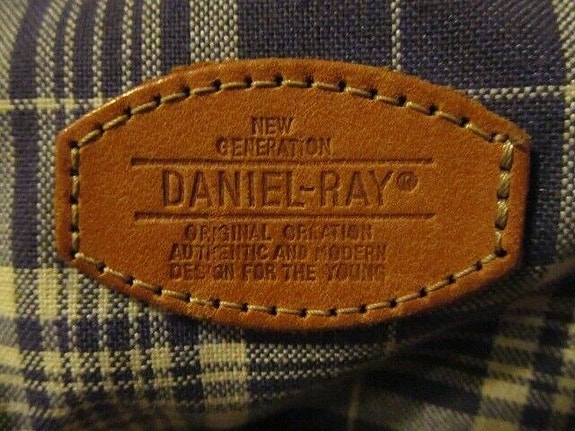 NEW
GENERATION
DANIEL-RAY®
ORIGINAL CREATION
AUTHENTIC AND MODERN
DESIGN FOR THE YOUNG